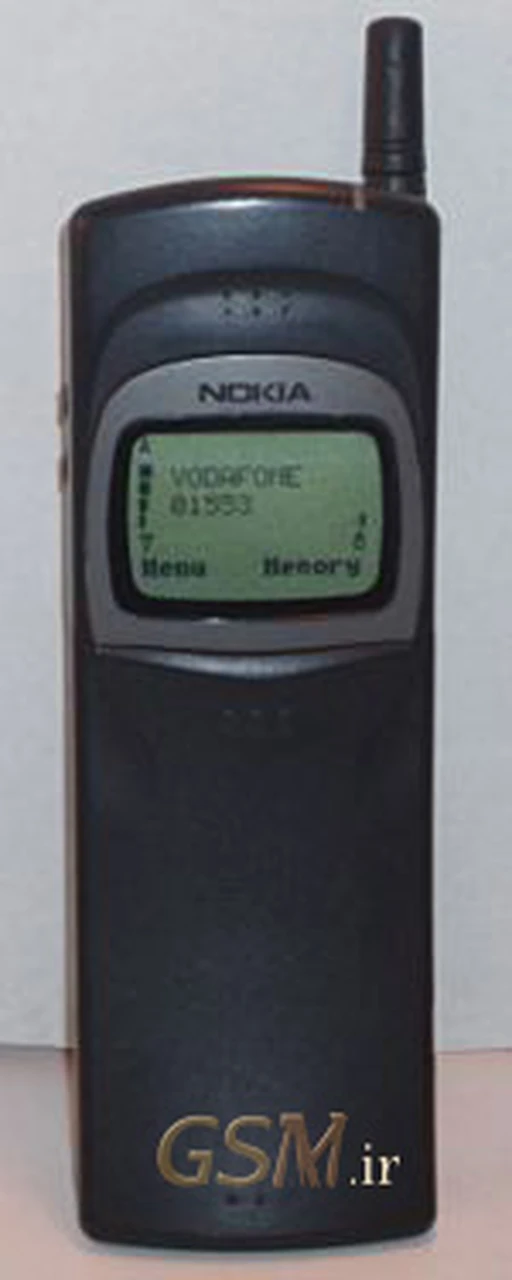 NOKIA
VODAFONE
01553
Menu Memory
GSM.ir